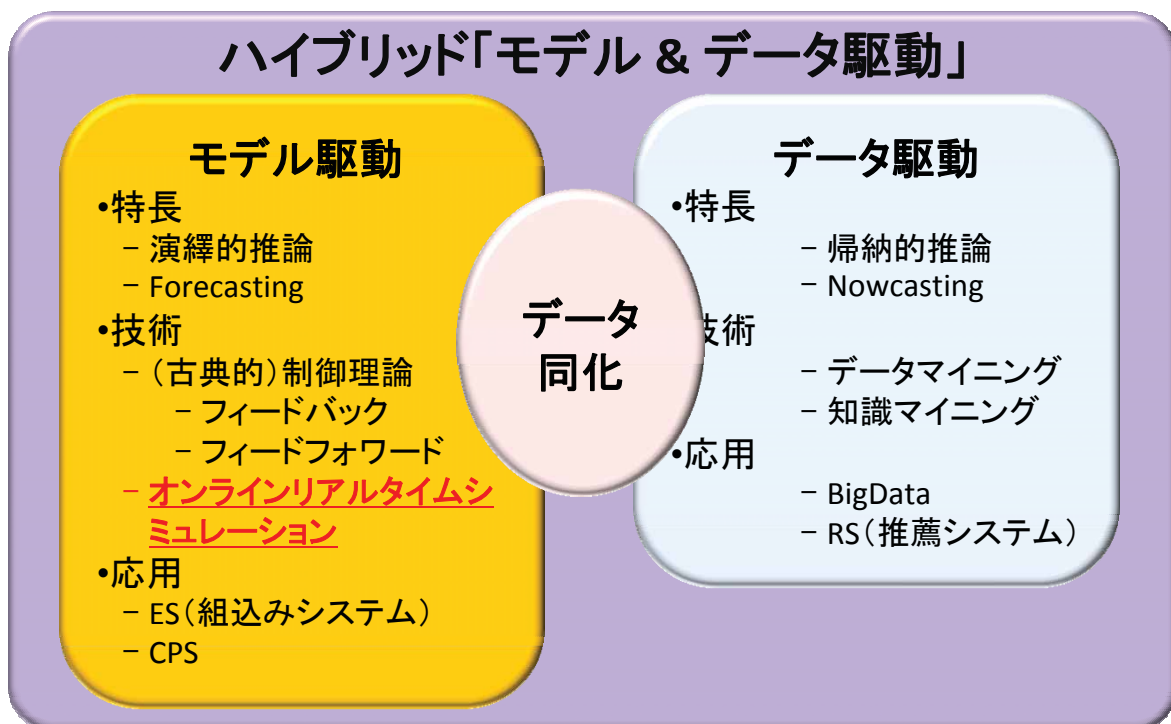 ハイブリッド「モデル & データ駆動」
モデル駆動
•特長
– 演繹的推論
– Forecasting
•技術
– （古典的）制御理論
– フィードバック
– フィードフォワード
– オンラインリアルタイムシ
ミュレーション
•応用
– ES（組込みシステム）
– CPS
データ
同化
データ駆動
•特長
– 帰納的推論
– Nowcasting
技術
– データマイニング
– 知識マイニング
•応用
– BigData
– RS（推薦システム）